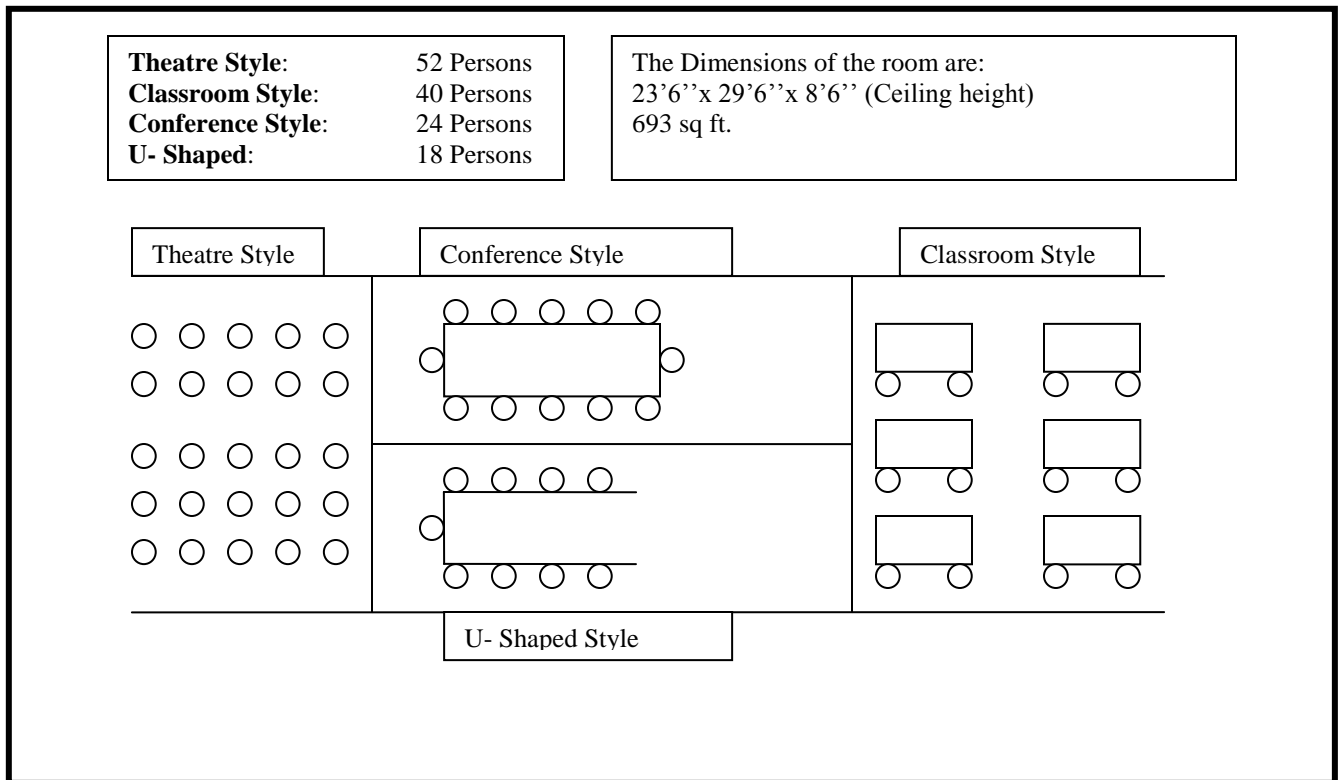 Theatre Style: 52 Persons
Classroom Style: 40 Persons
Conference Style: 24 Persons
U- Shaped: 18 Persons
The Dimensions of the room are:
23’6’’x 29’6’’x 8’6’’ (Ceiling height)
693 sq ft.
Theatre Style
Conference Style
Classroom Style
U- Shaped Style